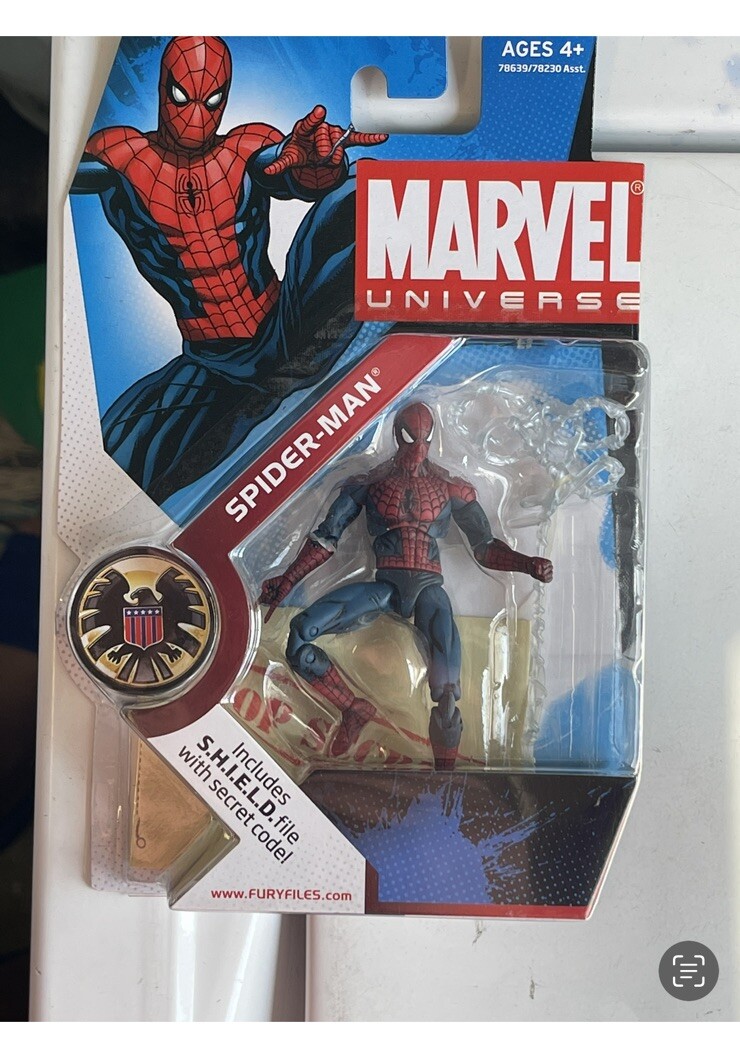 AGES 4+
78639/78230 Asst.
MARVEL®
UNIVERSE
SPIDER-MAN®
Includes
S.H.I.E.L.D. file
with secret code!
www.FURYFILES.com